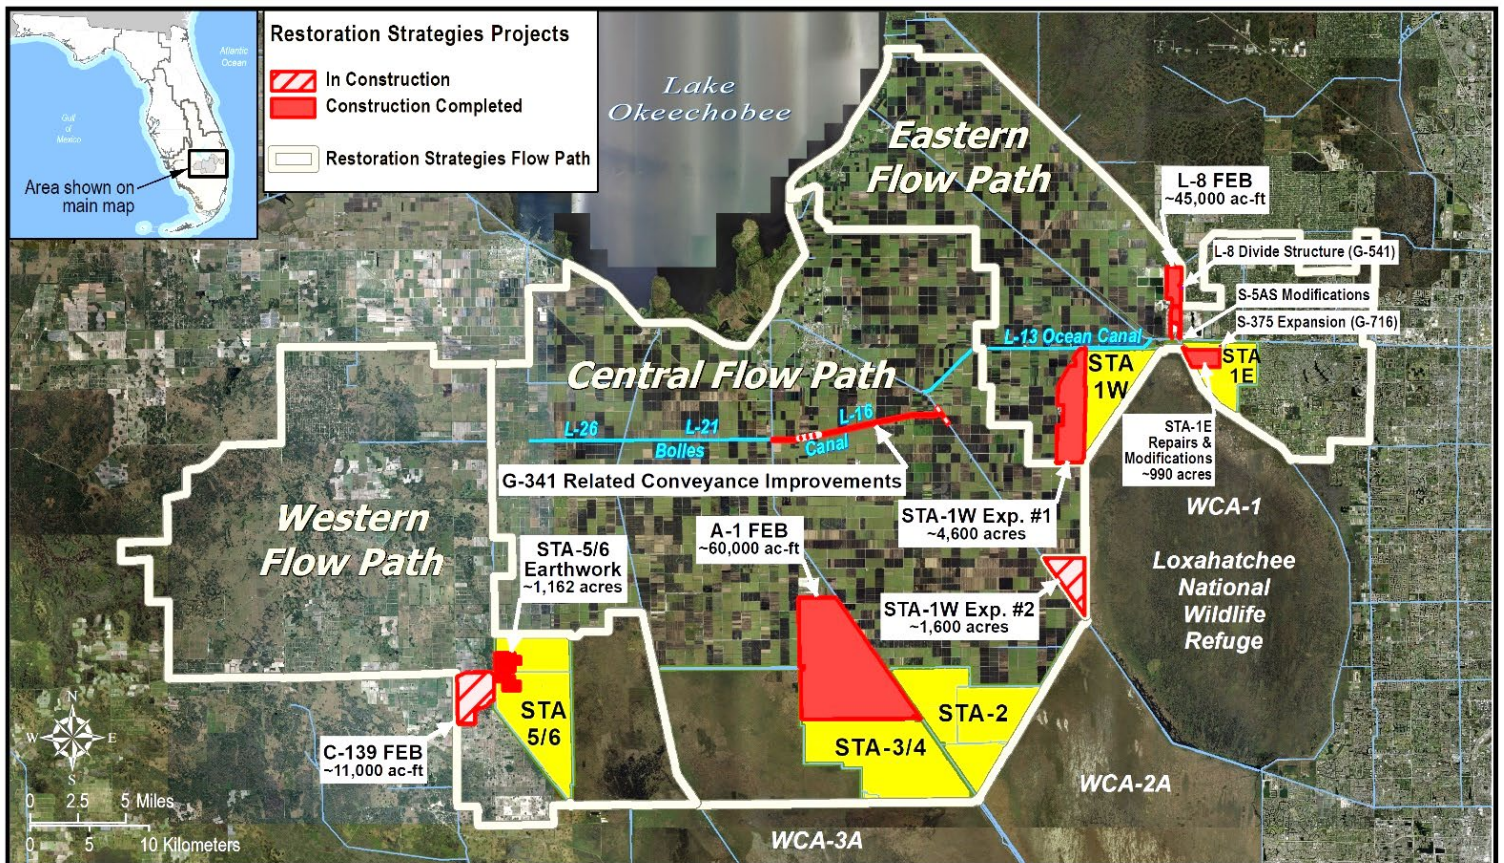 Atlantic
Ocean
Gulf
of
Mexico
Area shown on
main map
Restoration Strategies Projects
In Construction
Construction Completed
Restoration Strategies Flow Path
Lake
Okeechobee
Eastern
Flow Path
L-8 FEB
~45,000 ac-ft
L-8 Divide Structure (G-541)
S-5AS Modifications
S-375 Expansion (G-716)
L-13 Ocean Canal
STA
1W
STA
1E
Central Flow Path
L-26
L-21
L-16
Bolles
Canal
STA-1E
Repairs &
Modifications
~990 acres
G-341 Related Conveyance Improvements
WCA-1
Western
Flow Path
STA-5/6
Earthwork
~1,162 acres
A-1 FEB
~60,000 ac-ft
STA-1W Exp. #1
~4,600 acres
Loxahatchee
National
Wildlife
Refuge
STA-1W Exp. #2
~1,600 acres
STA
5/6
STA-2
STA-3/4
C-139 FEB
~11,000 ac-ft
WCA-2A
WCA-3A
N
W
E
S
0 2.5 5 Miles
0 5 10 Kilometers